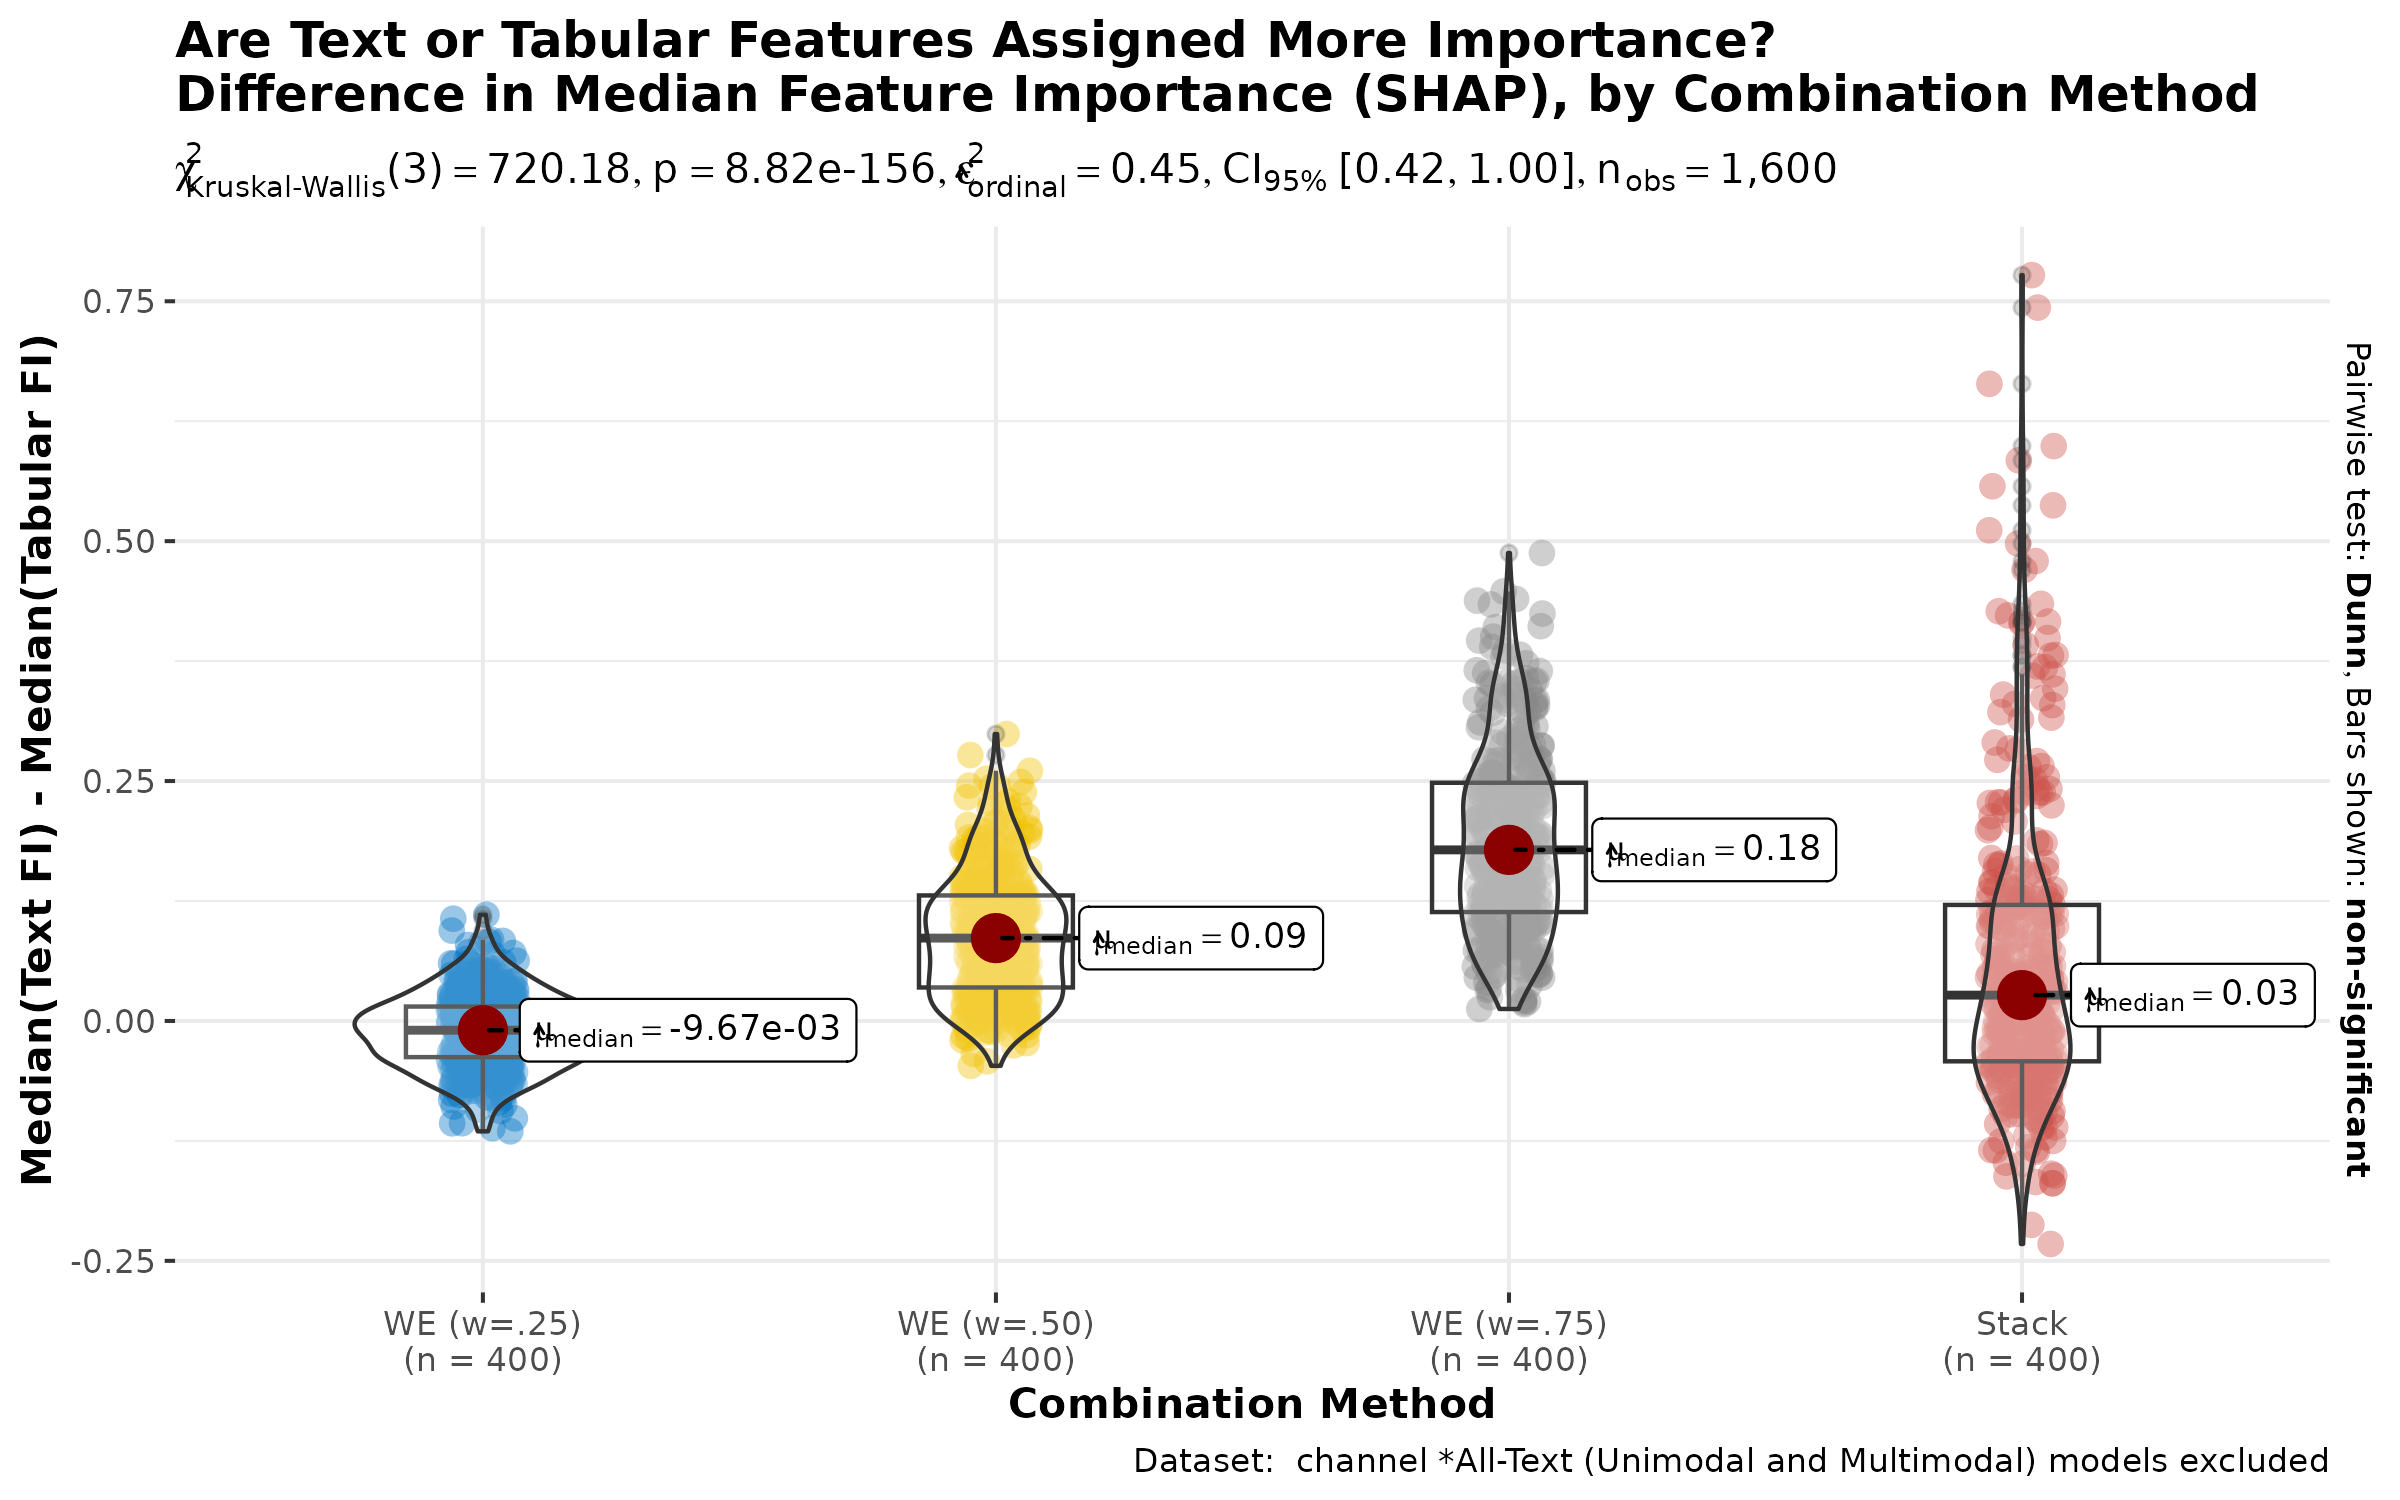 Are Text or Tabular Features Assigned More Importance?
Difference in Median Feature Importance (SHAP), by Combination Method
χ²Kruskal-Wallis(3) = 720.18, p = 8.82e-156, ε²ordinal = 0.45, CI95% [0.42, 1.00], nobs = 1,600
Median(Text FI) - Median(Tabular FI)
0.75
0.50
0.25
0.00
-0.25
μ̂median = -9.67e-03
μ̂median = 0.09
μ̂median = 0.18
μ̂median = 0.03
Pairwise test: Dunn, Bars shown: non-significant
WE (w=.25)
(n = 400)
WE (w=.50)
(n = 400)
WE (w=.75)
(n = 400)
Stack
(n = 400)
Combination Method
Dataset:  channel *All-Text (Unimodal and Multimodal) models excluded